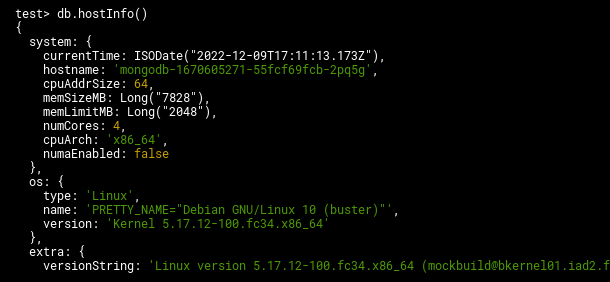 test> db.hostInfo()
{
  system: {
    currentTime: ISODate("2022-12-09T17:11:13.173Z"),
    hostname: 'mongodb-1670605271-55fcf69fcb-2pq5g',
    cpuAddrSize: 64,
    memSizeMB: Long("7828"),
    memLimitMB: Long("2048"),
    numCores: 4,
    cpuArch: 'x86_64',
    numaEnabled: false
  },
  os: {
    type: 'Linux',
    name: 'PRETTY_NAME="Debian GNU/Linux 10 (buster)"',
    version: 'Kernel 5.17.12-100.fc34.x86_64'
  },
  extra: {
    versionString: 'Linux version 5.17.12-100.fc34.x86_64 (mockbuild@bkernel01.iad2.f